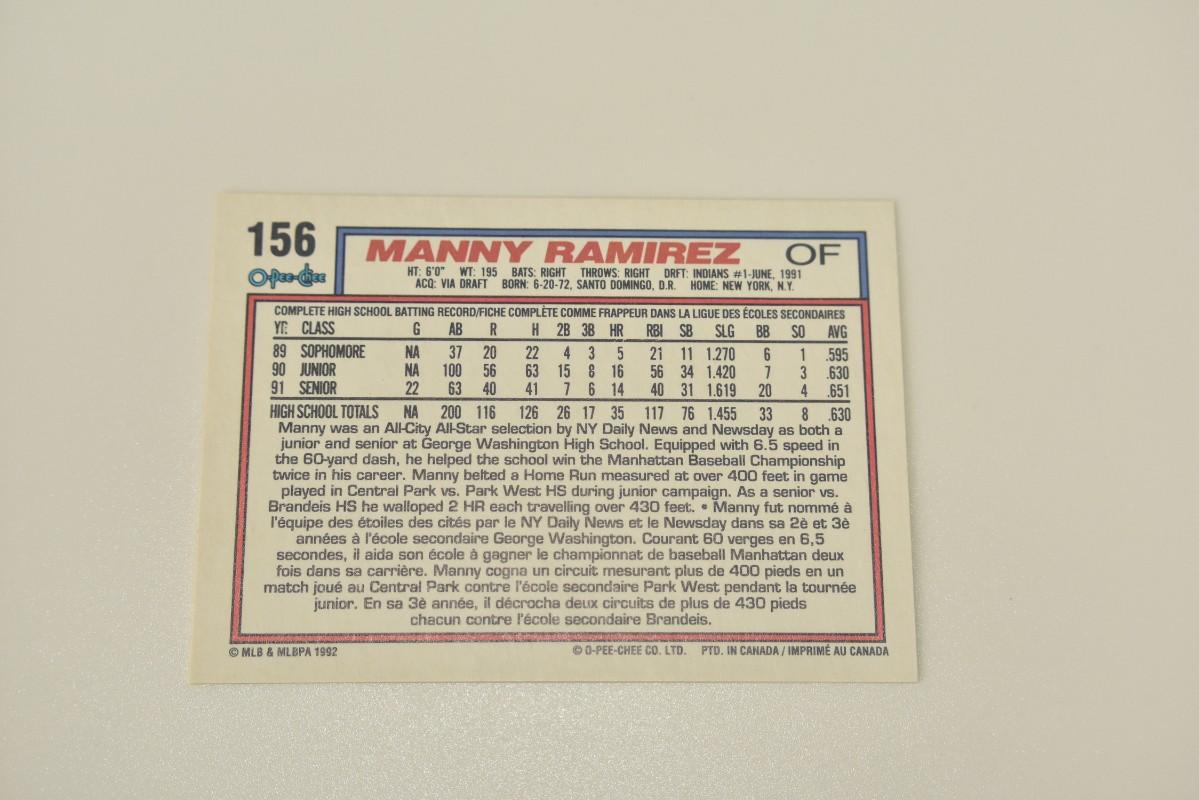 156
O-Pee-Chee
MANNY RAMIREZ OF
HT: 6'0" WT: 195 BATS: RIGHT THROWS: RIGHT DRFT: INDIANS #1-JUNE, 1991
ACQ: VIA DRAFT BORN: 6-20-72, SANTO DOMINGO, D.R. HOME: NEW YORK, N.Y.
COMPLETE HIGH SCHOOL BATTING RECORD/FICHE COMPLÈTE COMME FRAPPEUR DANS LA LIGUE DES ÉCOLES SECONDAIRES
YR CLASS G AB R H 2B 3B HR RBI SB SLG BB SO AVG
89 SOPHOMORE NA 37 20 22 4 3 5 21 11 1.270 6 1 .595
90 JUNIOR NA 100 56 63 15 8 16 56 34 1.420 7 3 .630
91 SENIOR 22 63 40 41 7 6 14 40 31 1.619 20 4 .651
HIGH SCHOOL TOTALS NA 200 116 126 26 17 35 117 76 1.455 33 8 .630
Manny was an All-City All-Star selection by NY Daily News and Newsday as both a
junior and senior at George Washington High School. Equipped with 6.5 speed in
the 60-yard dash, he helped the school win the Manhattan Baseball Championship
twice in his career. Manny belted a Home Run measured at over 400 feet in game
played in Central Park vs. Park West HS during junior campaign. As a senior vs.
Brandeis HS he walloped 2 HR each travelling over 430 feet. • Manny fut nommé à
l'équipe des étoiles des cités par le NY Daily News et le Newsday dans sa 2è et 3è
années à l'école secondaire George Washington. Courant 60 verges en 6,5
secondes, il aida son école à gagner le championnat de baseball Manhattan deux
fois dans sa carrière. Manny cogna un circuit mesurant plus de 400 pieds en un
match joué au Central Park contre l'école secondaire Park West pendant la tournée
junior. En sa 3è année, il décrocha deux circuits de plus de 430 pieds
chacun contre l'école secondaire Brandeis.
© MLB & MLBPA 1992 © O-PEE-CHEE CO. LTD. PTD. IN CANADA / IMPRIMÉ AU CANADA